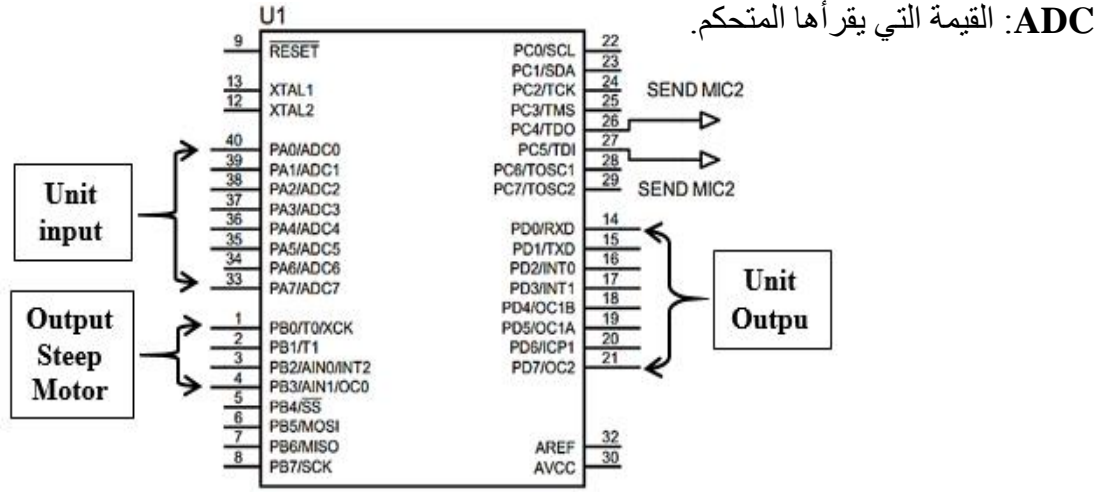 ADC: القيمة التي يقرأها المتحكم.
U1
9 RESET
13 XTAL1
12 XTAL2
40 PA0/ADC0
39 PA1/ADC1
38 PA2/ADC2
37 PA3/ADC3
36 PA4/ADC4
35 PA5/ADC5
34 PA6/ADC6
33 PA7/ADC7
1 PB0/T0/XCK
2 PB1/T1
3 PB2/AIN0/INT2
4 PB3/AIN1/OC0
5 PB4/SS
6 PB5/MOSI
7 PB6/MISO
8 PB7/SCK
PC0/SCL 22
PC1/SDA 23
PC2/TCK 24
PC3/TMS 25
PC4/TDO 26
PC5/TDI 27
PC6/TOSC1 28
PC7/TOSC2 29
PD0/RXD 14
PD1/TXD 15
PD2/INT0 16
PD3/INT1 17
PD4/OC1B 18
PD5/OC1A 19
PD6/ICP1 20
PD7/OC2 21
AREF 32
AVCC 30
Unit
input
Output
Steep
Motor
SEND MIC2
SEND MIC2
Unit
Outpu